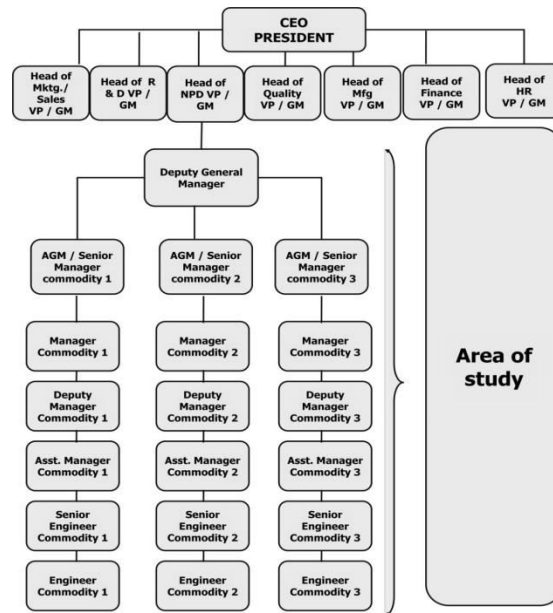 CEO
PRESIDENT
Head of
Mktg./
Sales
VP / GM
Head of R
& D VP /
GM
Head of
NPD VP /
GM
Head of
Quality
VP / GM
Head of
Mfg
VP / GM
Head of
Finance
VP / GM
Head of
HR
VP / GM
Deputy General
Manager
AGM / Senior
Manager
commodity 1
AGM / Senior
Manager
commodity 2
AGM / Senior
Manager
commodity 3
Manager
Commodity 1
Manager
Commodity 2
Manager
Commodity 3
Deputy
Manager
Commodity 1
Deputy
Manager
Commodity 2
Deputy
Manager
Commodity 3
Asst. Manager
Commodity 1
Asst. Manager
Commodity 2
Asst. Manager
Commodity 3
Senior
Engineer
Commodity 1
Senior
Engineer
Commodity 2
Senior
Engineer
Commodity 3
Engineer
Commodity 1
Engineer
Commodity 2
Engineer
Commodity 3
Area of
study